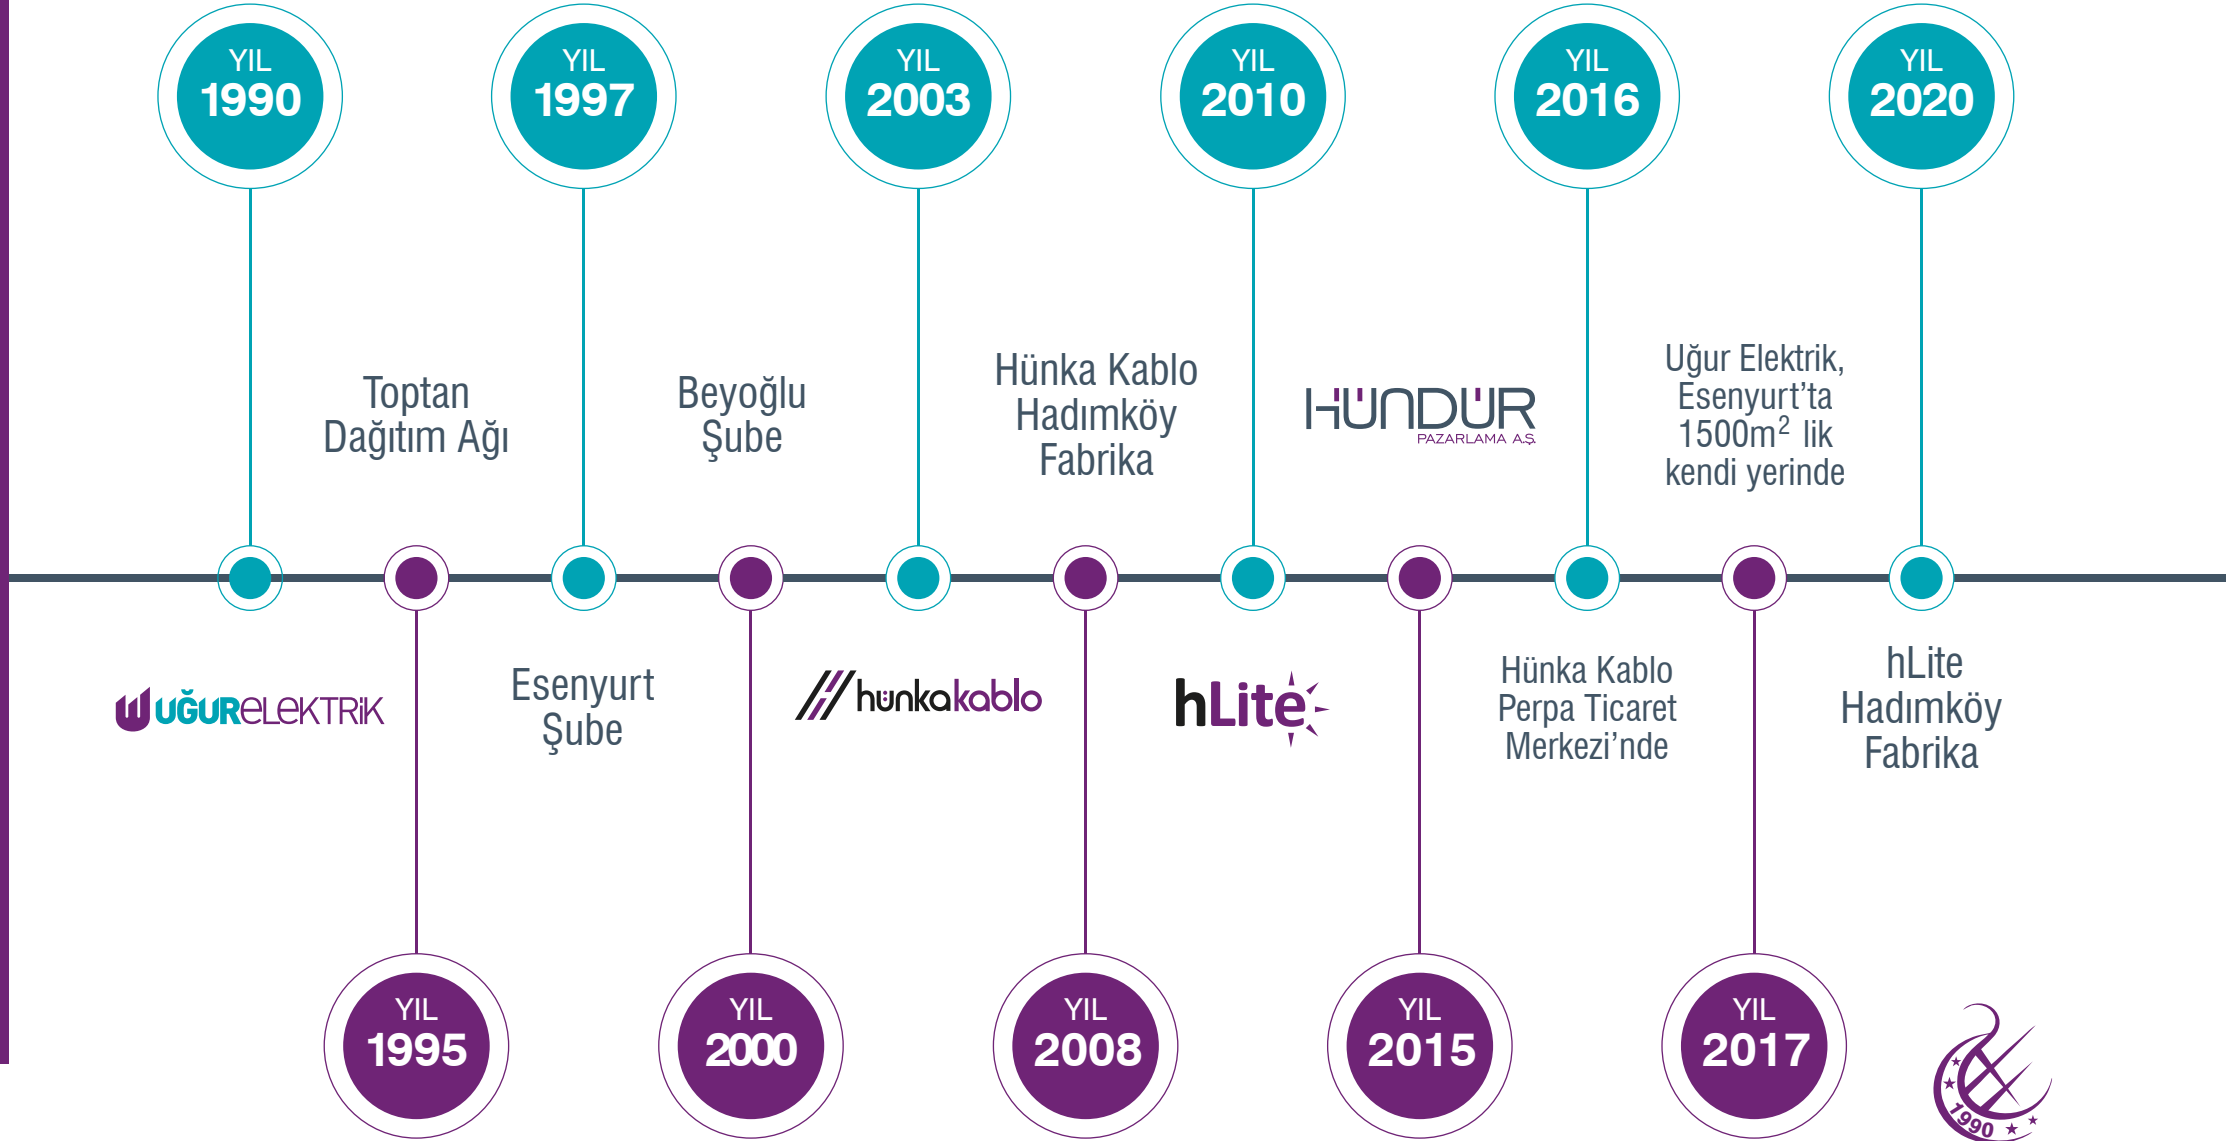 YIL
1990
YIL
1997
YIL
2003
YIL
2010
YIL
2016
YIL
2020
Toptan
Dağıtım Ağı
Beyoğlu
Şube
Hünka Kablo
Hadımköy
Fabrika
HÜNDÜR
PAZARLAMA A.Ş.
Uğur Elektrik,
Esenyurt’ta
1500m² lik
kendi yerinde
UĞURELEKTRİK
Esenyurt
Şube
hünkakablo
hLite
Hünka Kablo
Perpa Ticaret
Merkezi’nde
hLite
Hadımköy
Fabrika
YIL
1995
YIL
2000
YIL
2008
YIL
2015
YIL
2017
1990